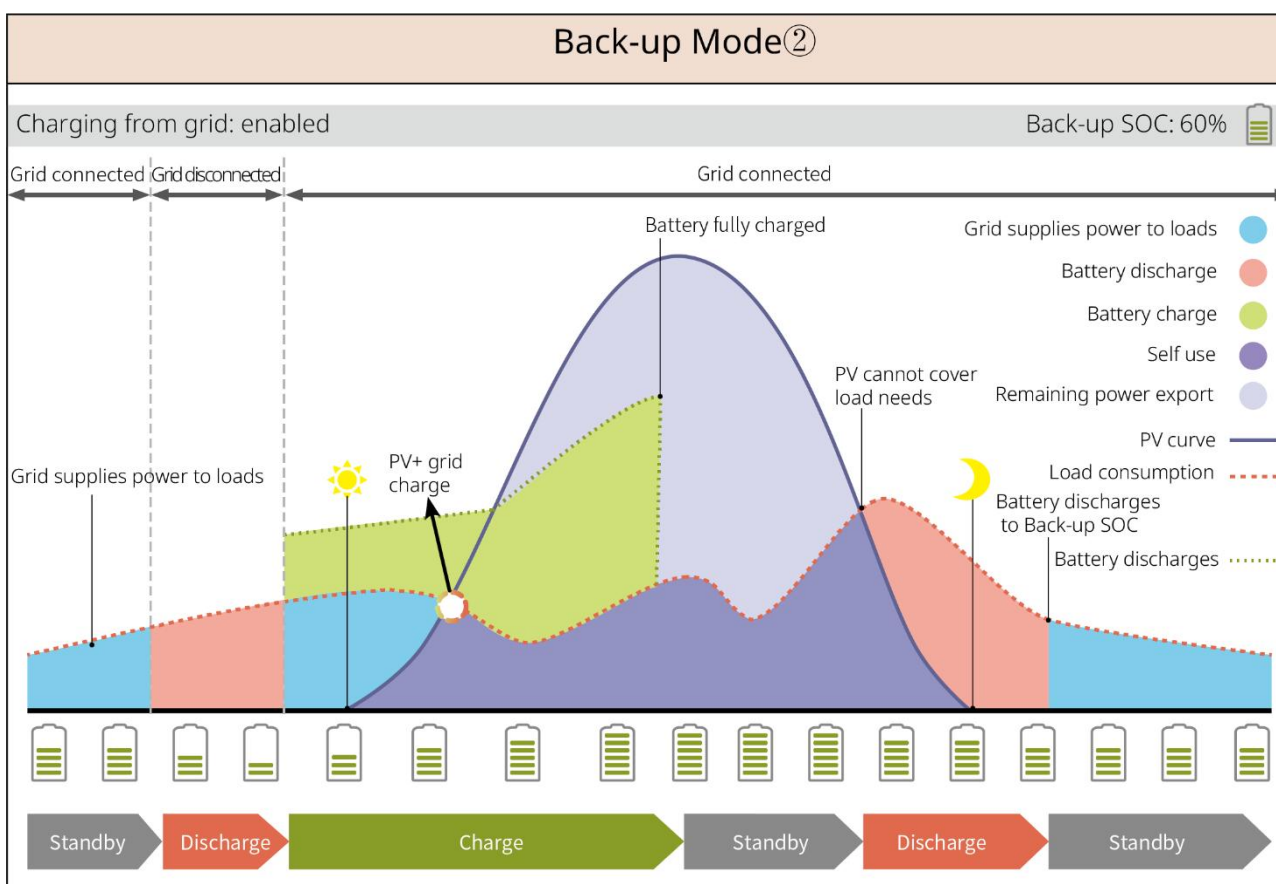 Back-up Mode②
Charging from grid: enabled
Back-up SOC: 60%
Grid connected
Grid disconnected
Grid connected
Battery fully charged
Grid supplies power to loads
Battery discharge
Battery charge
Self use
Remaining power export
PV curve
Load consumption
Battery discharges
PV cannot cover
load needs
Grid supplies power to loads
PV+ grid
charge
Battery discharges
to Back-up SOC
Standby
Discharge
Charge
Standby
Discharge
Standby